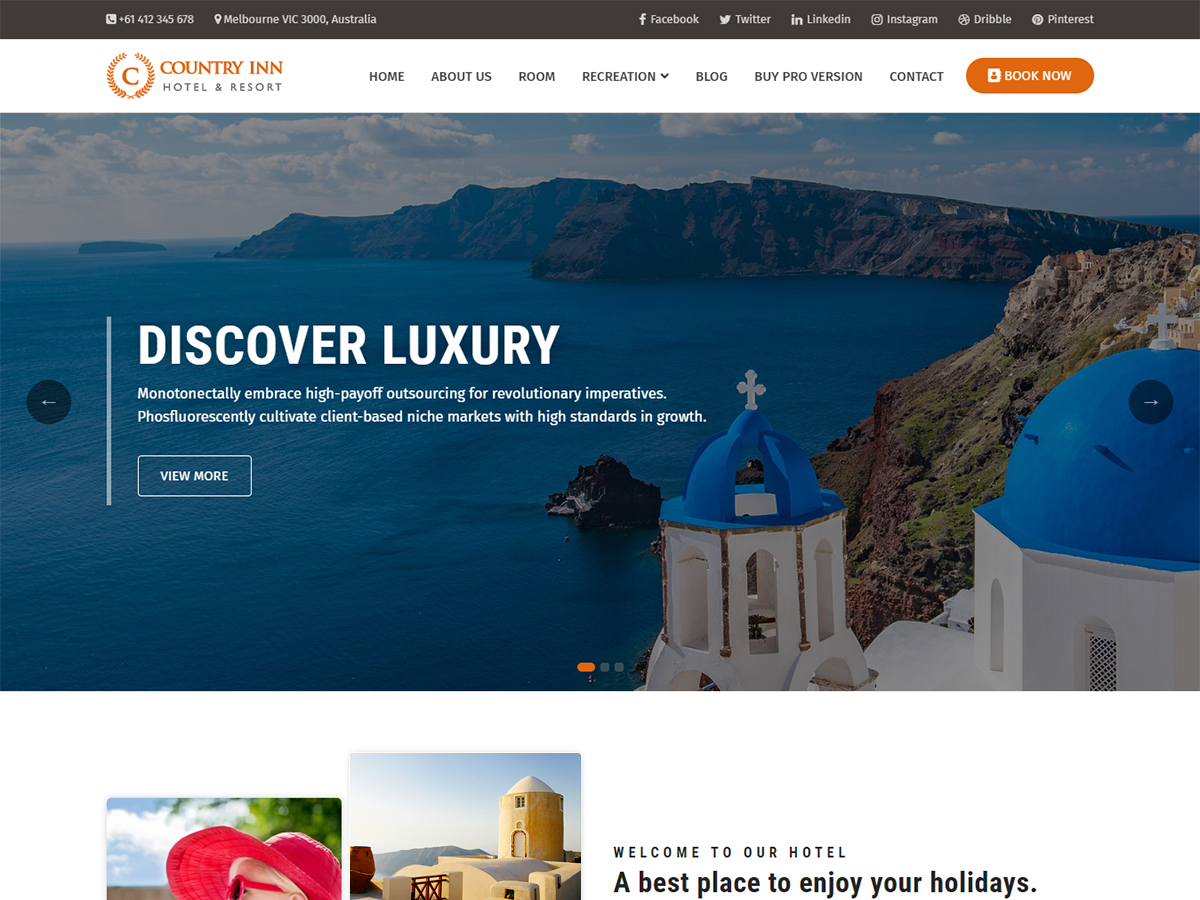 +61 412 345 678 Melbourne VIC 3000, Australia Facebook Twitter Linkedin Instagram Dribble Pinterest
C COUNTRY INN
HOTEL & RESORT
HOME ABOUT US ROOM RECREATION BLOG BUY PRO VERSION CONTACT BOOK NOW
DISCOVER LUXURY
Monotonectally embrace high-payoff outsourcing for revolutionary imperatives.
Phosfluorescently cultivate client-based niche markets with high standards in growth.
← →
VIEW MORE
WELCOME TO OUR HOTEL
A best place to enjoy your holidays.